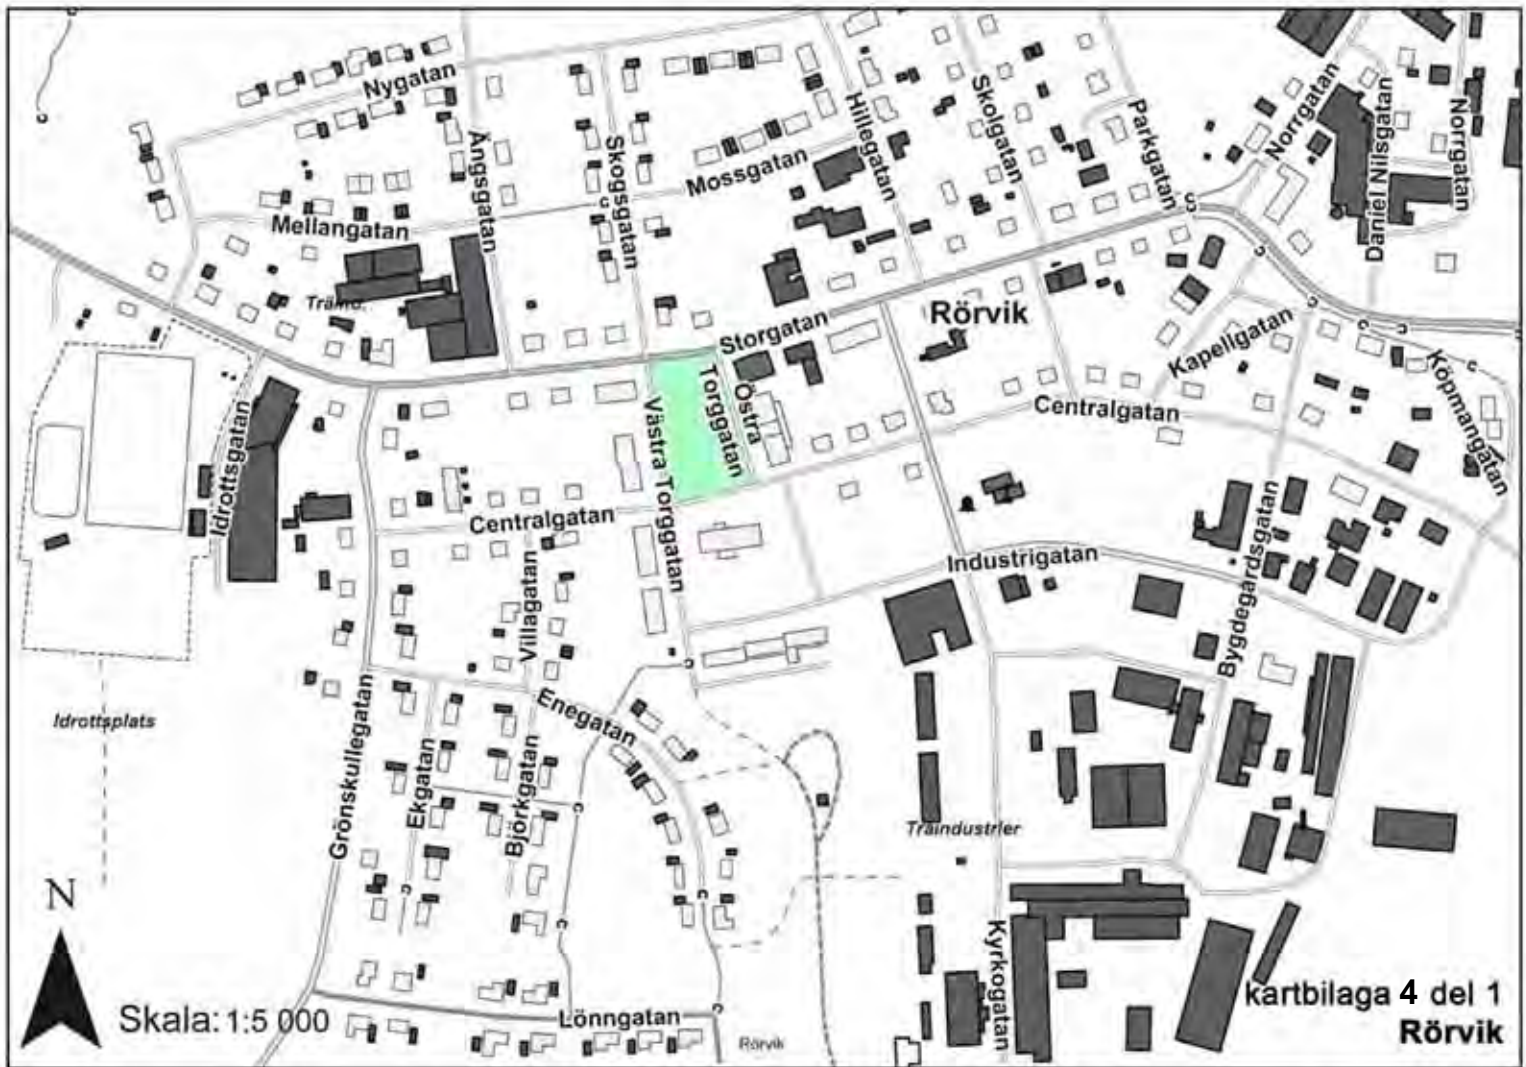 Nygatan
Ängsgatan
Skogsgatan
Mossgatan
Hillegatan
Skolgatan
Parkgatan
Norrgatan
Daniel Nilsgatan
Norrgatan
Mellangatan
Storgatan
Rörvik
Kapellgatan
Köpmangatan
Centralgatan
Idrottsgatan
Västra Torggatan
Östra
Torggatan
Centralgatan
Villagatan
Industrigatan
Bygdegårdsgatan
Idrottsplats
Grönskullegatan
Enegatan
Ekgatan
Björkgatan
Träindustrier
Kyrkogatan
N
Skala: 1:5 000
Lönngatan
Rörvik
kartbilaga 4 del 1
Rörvik